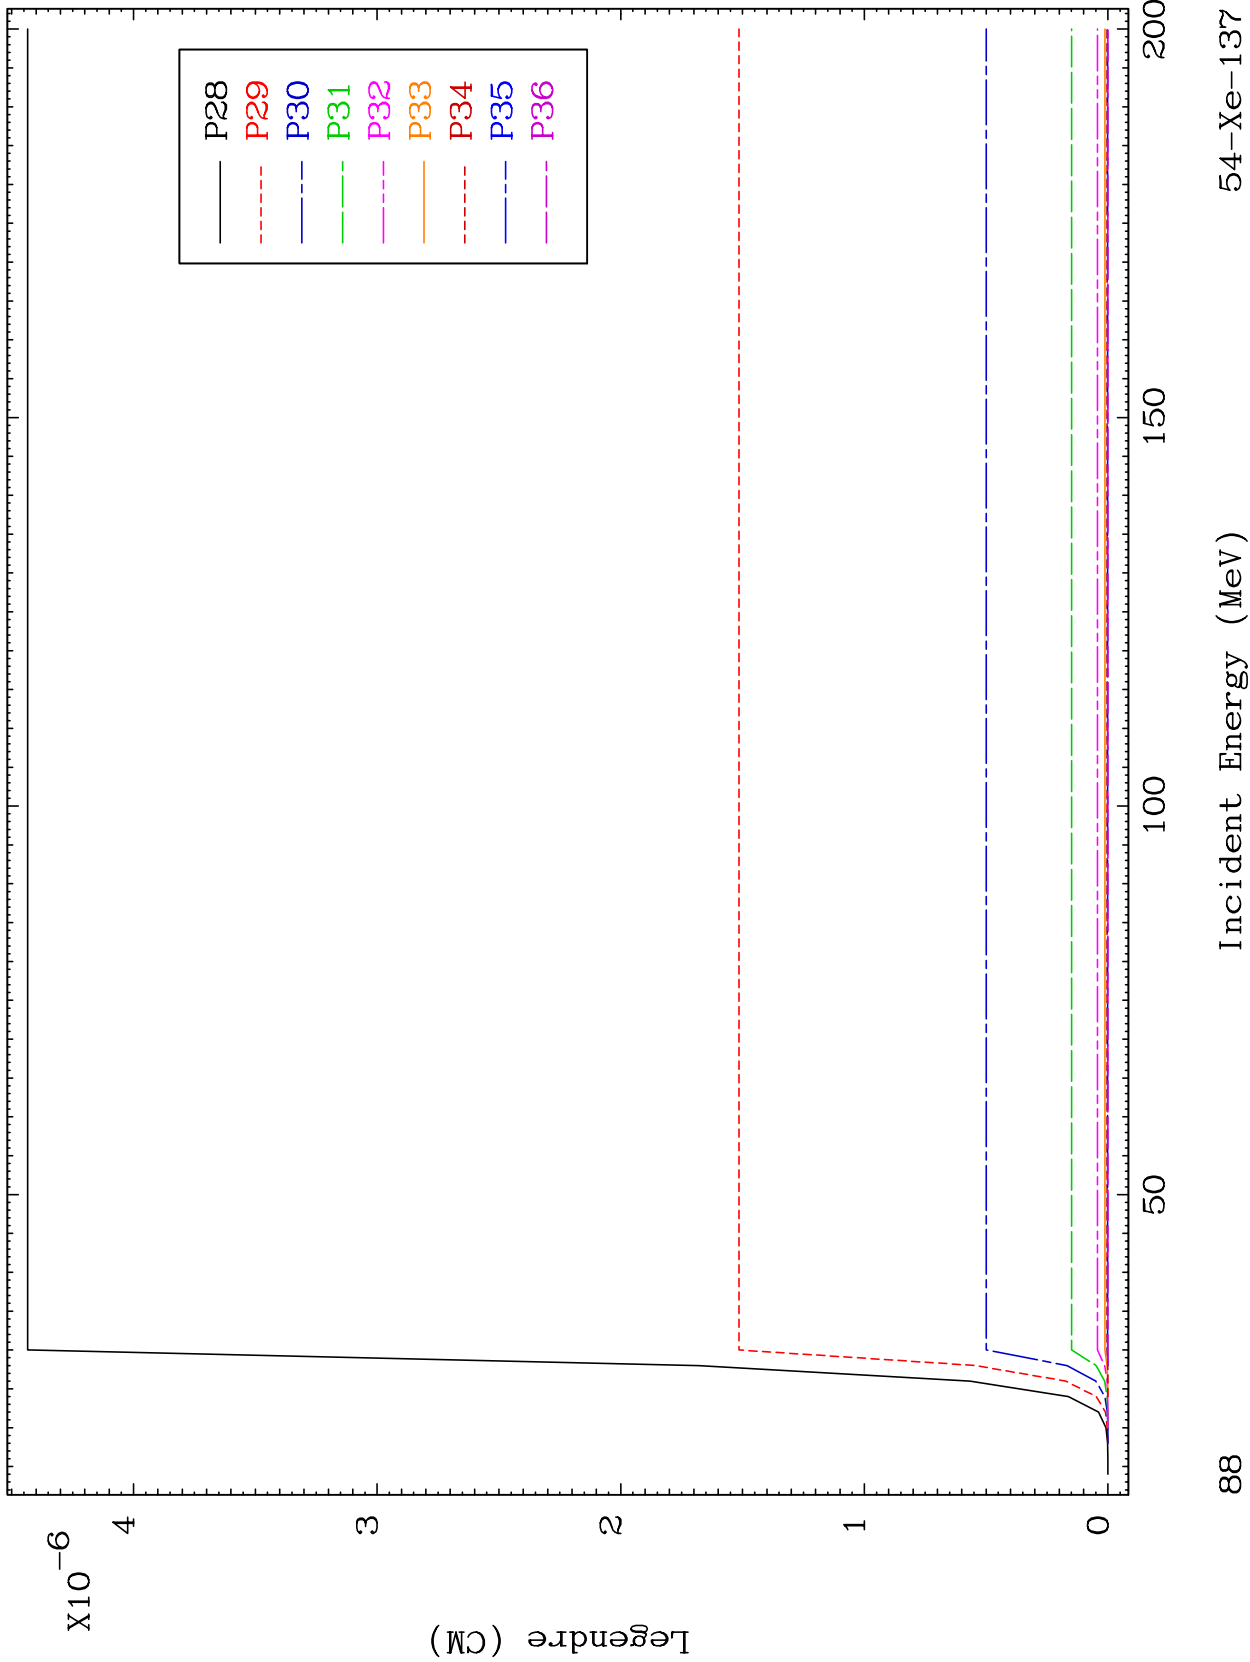 X10-6
4
3
2
1
0
Legendre (CM)
P28
P29
P30
P31
P32
P33
P34
P35
P36
50
100
150
200
88
Incident Energy (MeV)
54-Xe-137